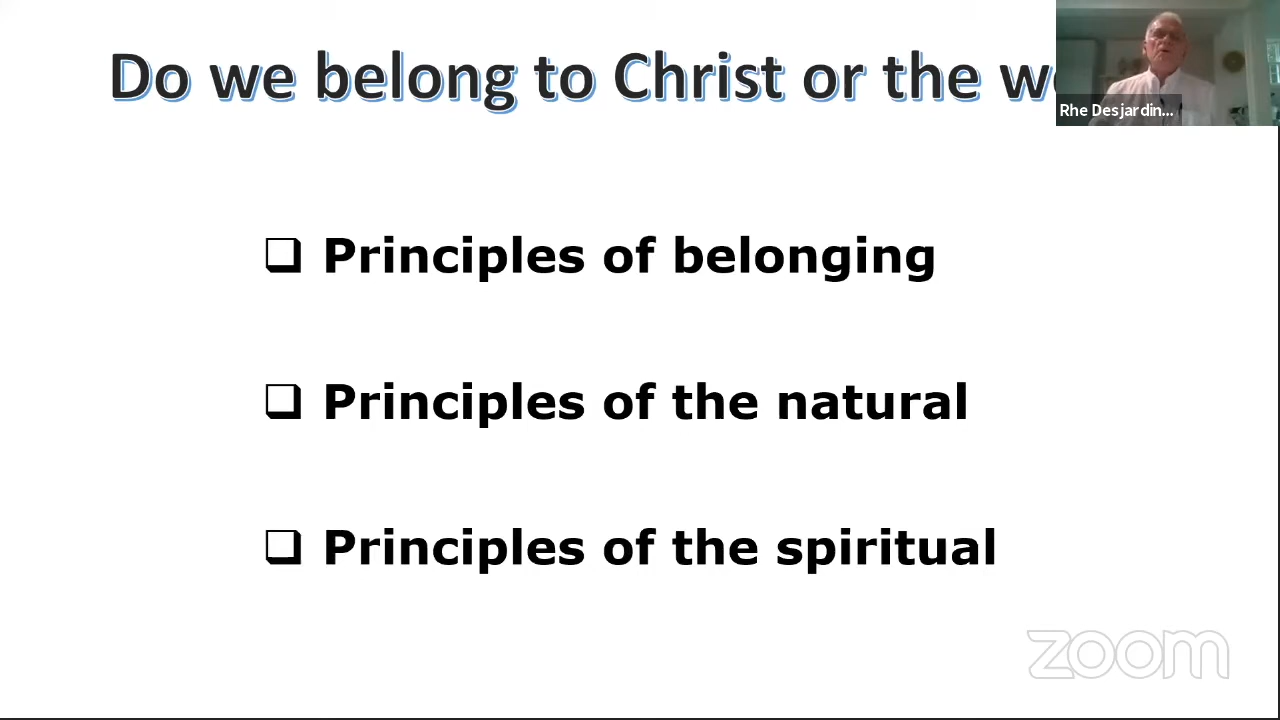 Do we belong to Christ or the
Rhe Desjardin...
Principles of belonging
Principles of the natural
Principles of the spiritual
zoom